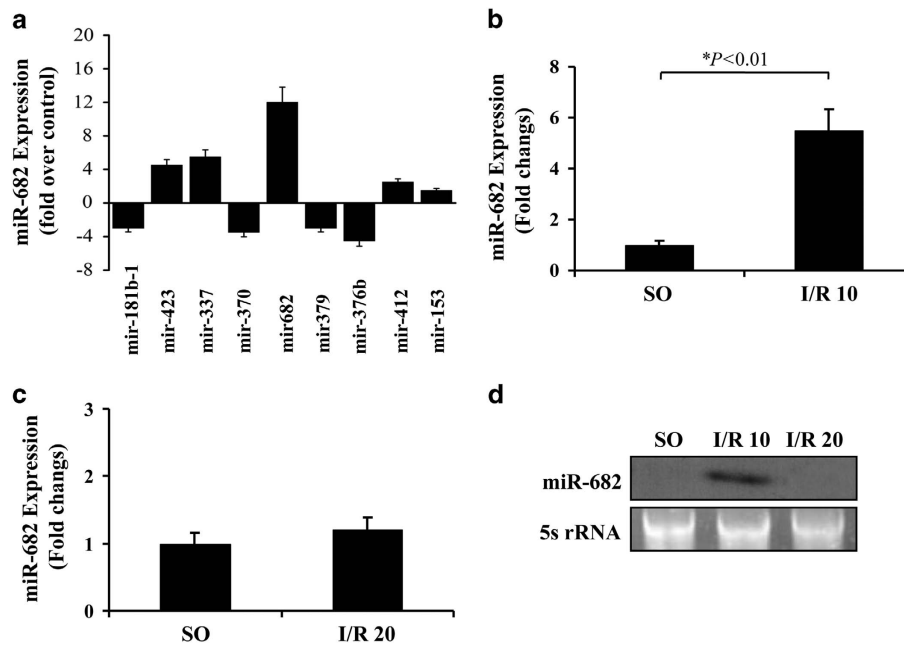 a
miR-682 Expression
(fold over control)
16
12
8
4
0
-4
-8
mir-181b-1
mir-423
mir-337
mir-370
mir682
mir379
mir-376b
mir-412
mir-153
b
miR-682 Expression
(Fold changs)
8
6
4
2
0
*P<0.01
SO I/R 10
c
miR-682 Expression
(Fold changs)
3
2
1
0
SO I/R 20
d
SO I/R 10 I/R 20
miR-682
5s rRNA